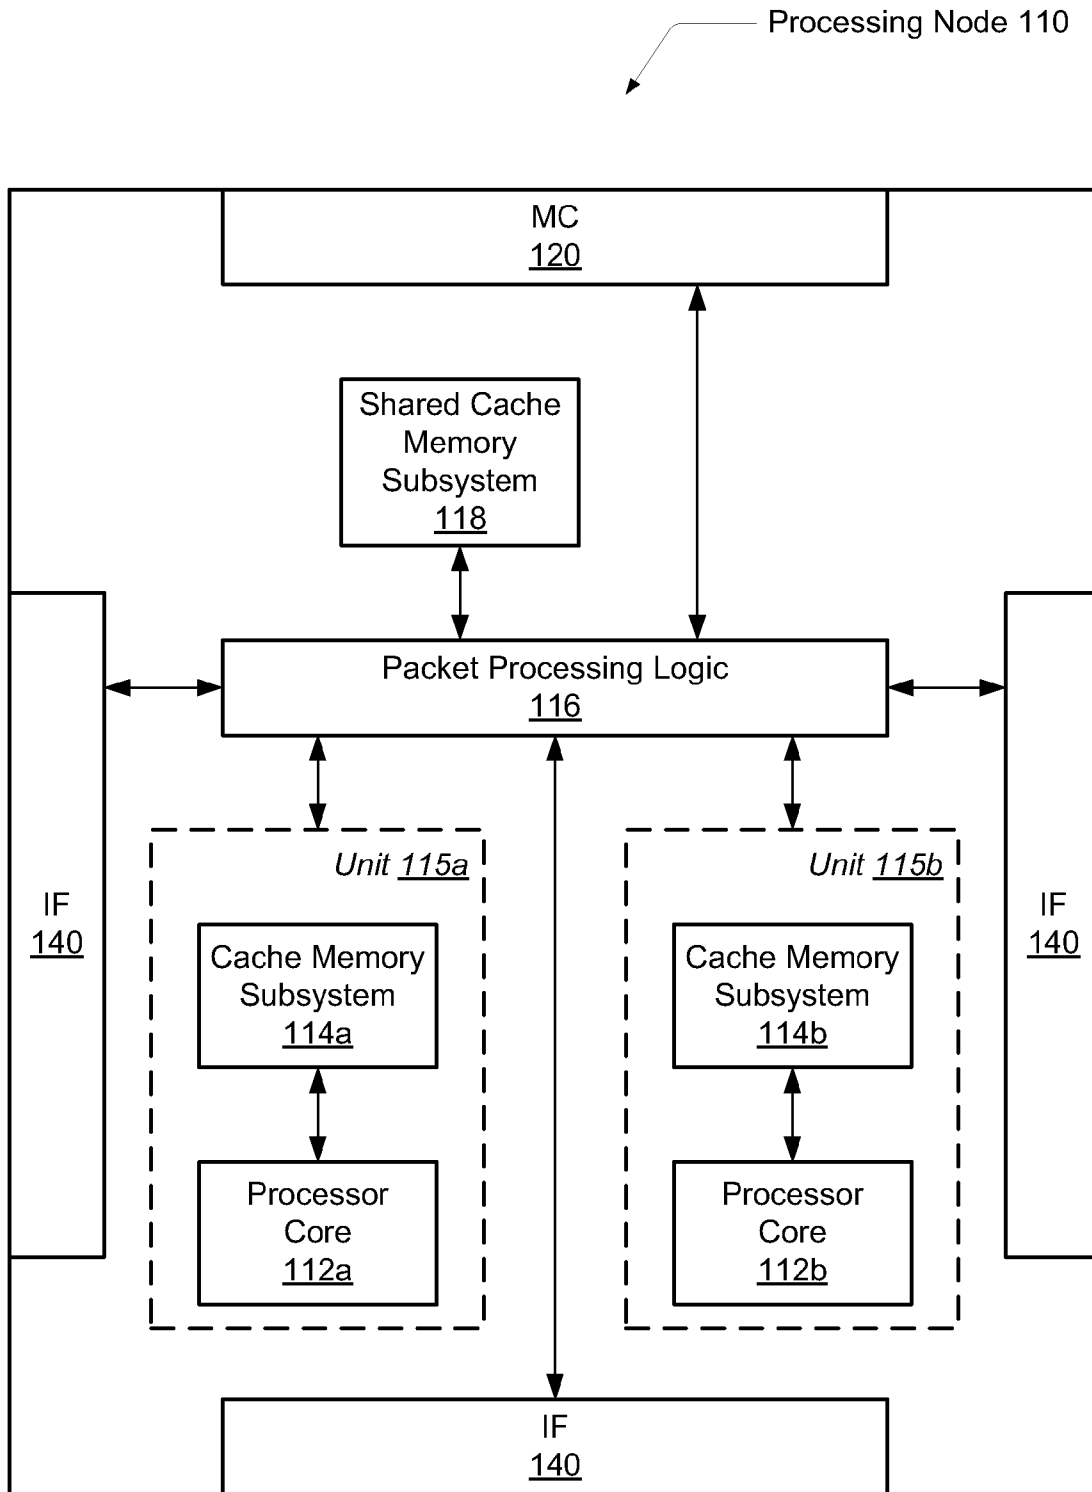 Processing Node 110
MC
120
Shared Cache
Memory
Subsystem
118
Packet Processing Logic
116
IF
140
Unit 115a
Cache Memory
Subsystem
114a
Processor
Core
112a
Unit 115b
Cache Memory
Subsystem
114b
Processor
Core
112b
IF
140
IF
140